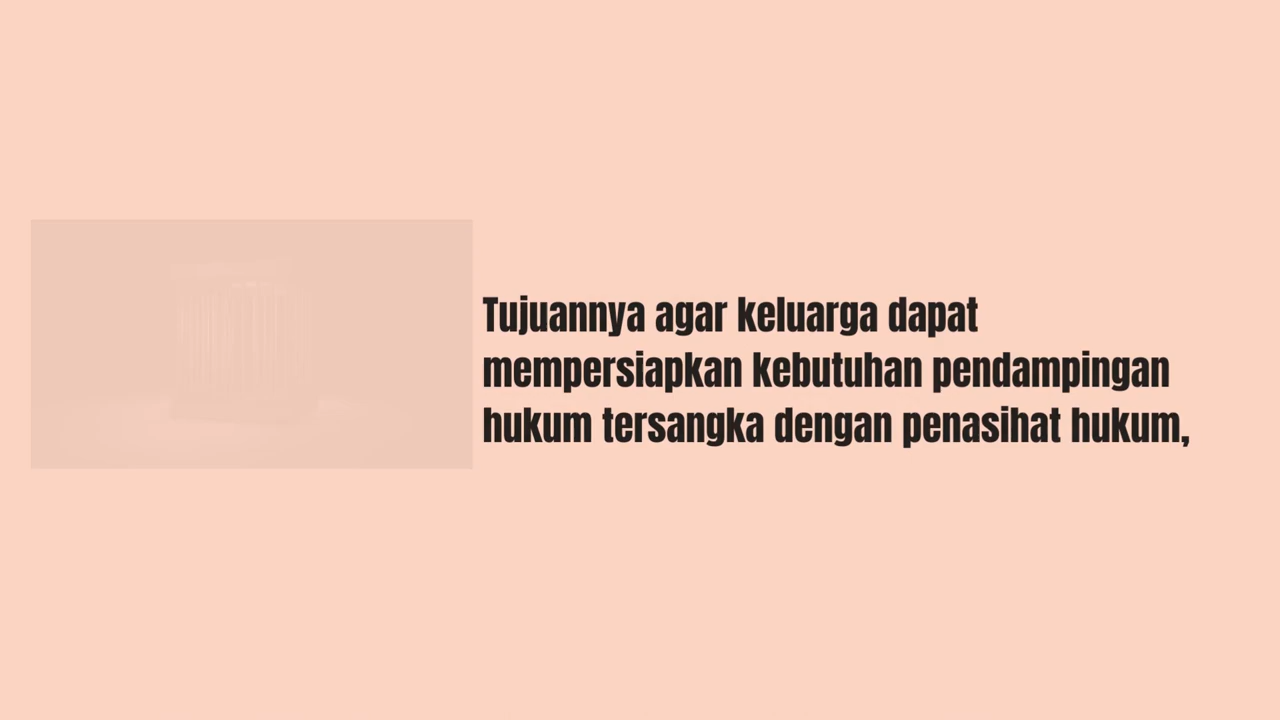 Tujuannya agar keluarga dapat
mempersiapkan kebutuhan pendampingan
hukum tersangka dengan penasihat hukum,